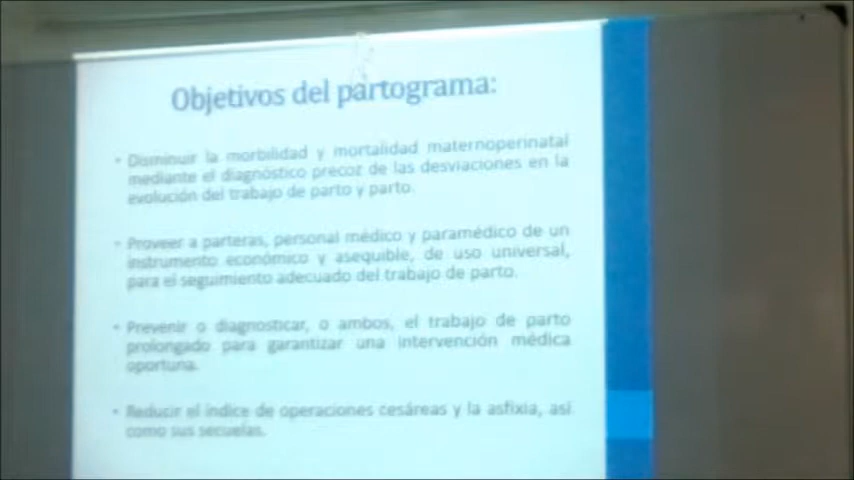 Objetivos del partograma:
• Disminuir la morbilidad y mortalidad maternoperinatal
mediante el diagnóstico precoz de las desviaciones en la
evolución del trabajo de parto y parto.
• Proveer a parteras, personal médico y paramédico de un
instrumento económico y asequible, de uso universal,
para el seguimiento adecuado del trabajo de parto.
• Prevenir o diagnosticar, o ambos, el trabajo de parto
prolongado para garantizar una intervención médica
oportuna.
• Reducir el índice de operaciones cesáreas y la asfixia, así
como sus secuelas.